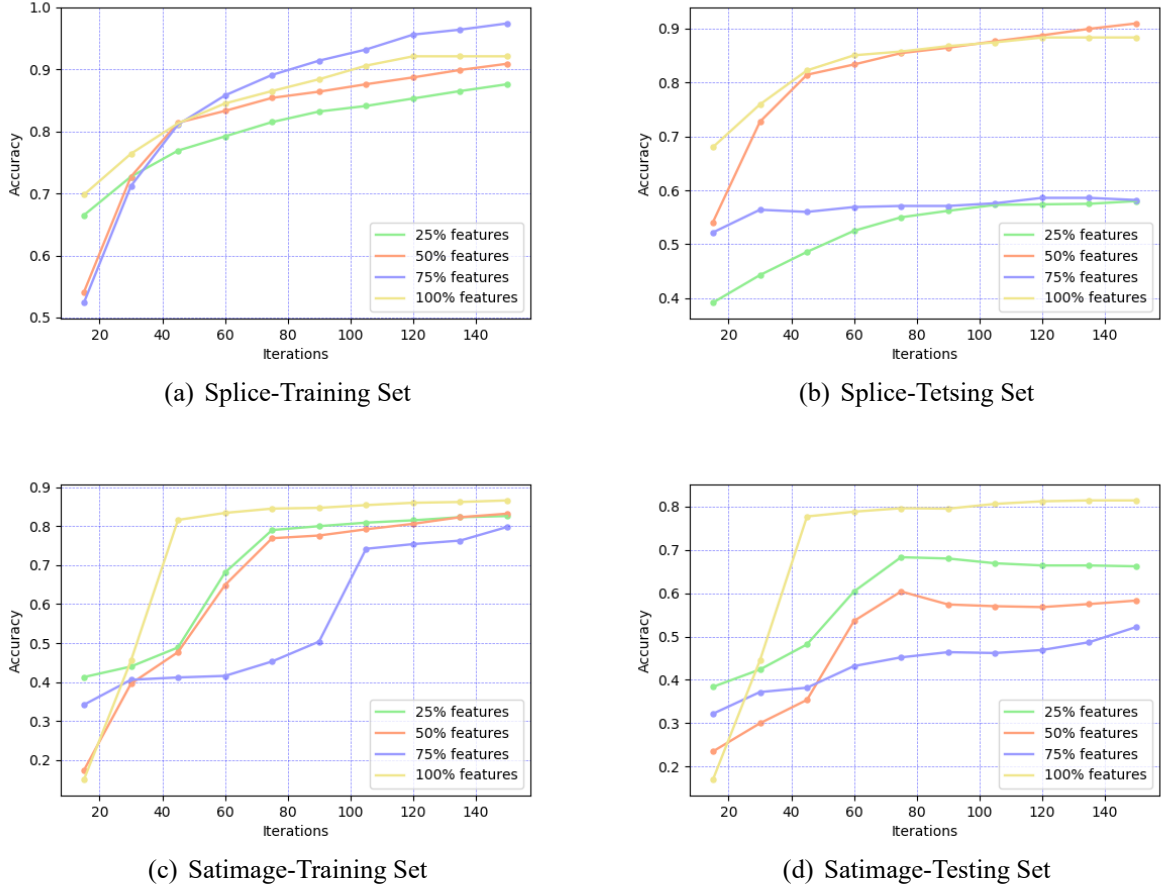 1.0
0.9
0.8
0.7
0.6
0.5
Accuracy
20 40 60 80 100 120 140
Iterations
25% features
50% features
75% features
100% features
(a) Splice-Training Set
0.9
0.8
0.7
0.6
0.5
0.4
Accuracy
20 40 60 80 100 120 140
Iterations
25% features
50% features
75% features
100% features
(b) Splice-Tetsing Set
0.9
0.8
0.7
0.6
0.5
0.4
0.3
0.2
Accuracy
20 40 60 80 100 120 140
Iterations
25% features
50% features
75% features
100% features
(c) Satimage-Training Set
0.8
0.7
0.6
0.5
0.4
0.3
0.2
Accuracy
20 40 60 80 100 120 140
Iterations
25% features
50% features
75% features
100% features
(d) Satimage-Testing Set